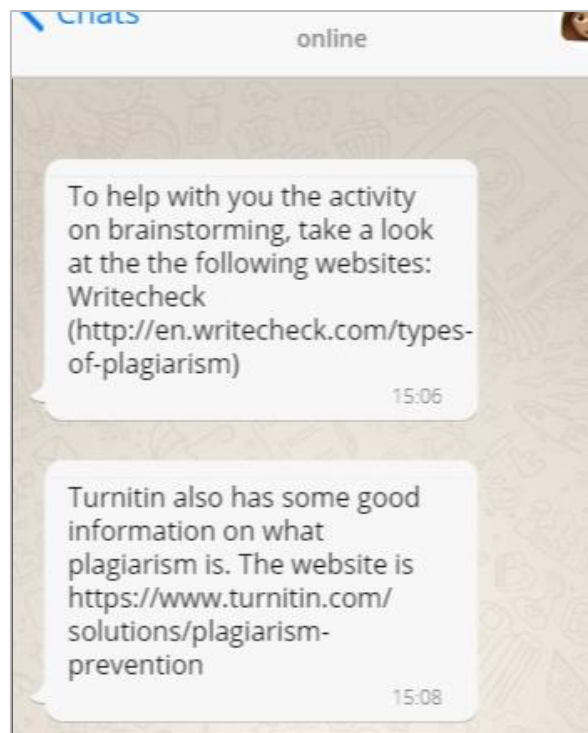 Chats
online
To help with you the activity
on brainstorming, take a look
at the the following websites:
Writecheck
(http://en.writecheck.com/types-
of-plagiarism)
15:06
Turnitin also has some good
information on what
plagiarism is. The website is
https://www.turnitin.com/
solutions/plagiarism-
prevention
15:08